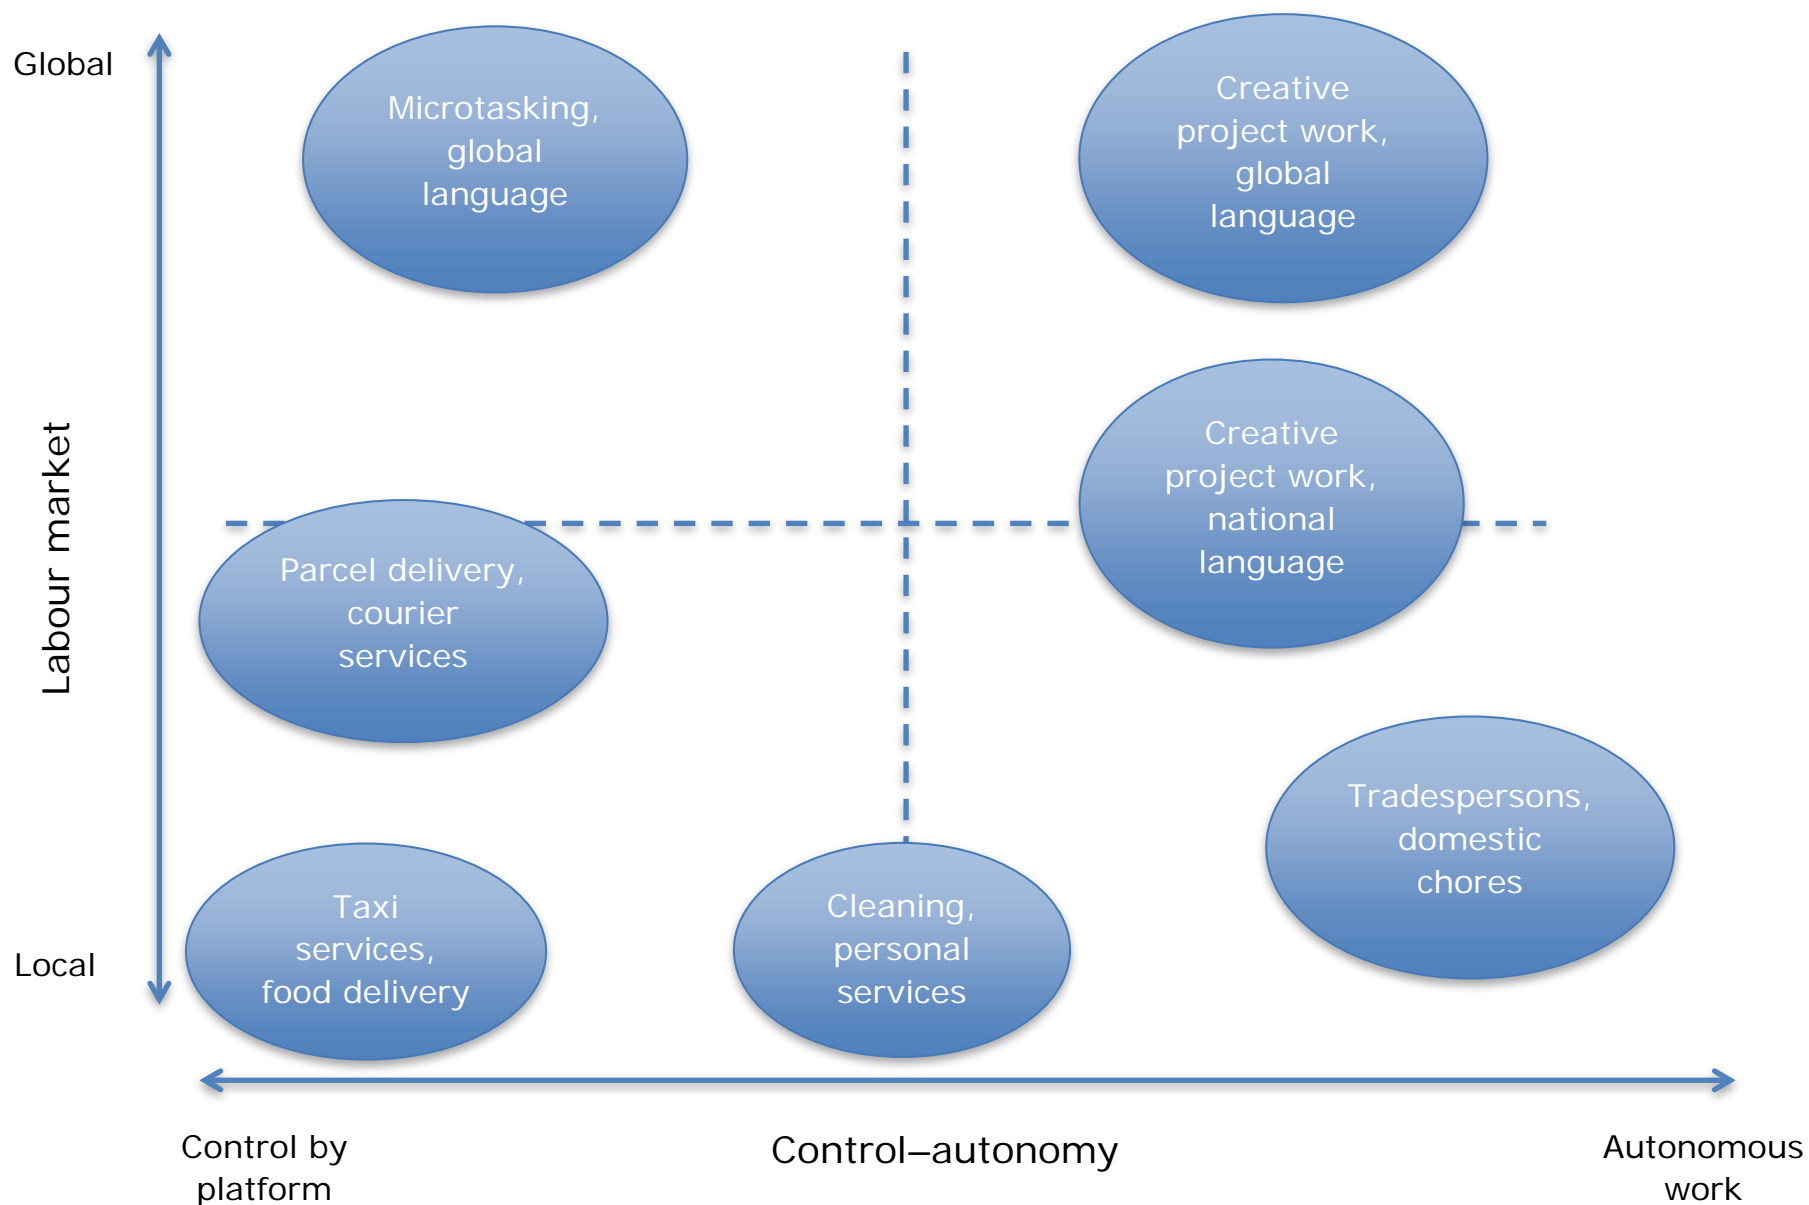 Global
Microtasking,
global
language
Creative
project work,
global
language
Labour market
Creative
project work,
national
language
Parcel delivery,
courier
services
Tradespersons,
domestic
chores
Local
Taxi
services,
food delivery
Cleaning,
personal
services
Control by
platform
Control–autonomy
Autonomous
work